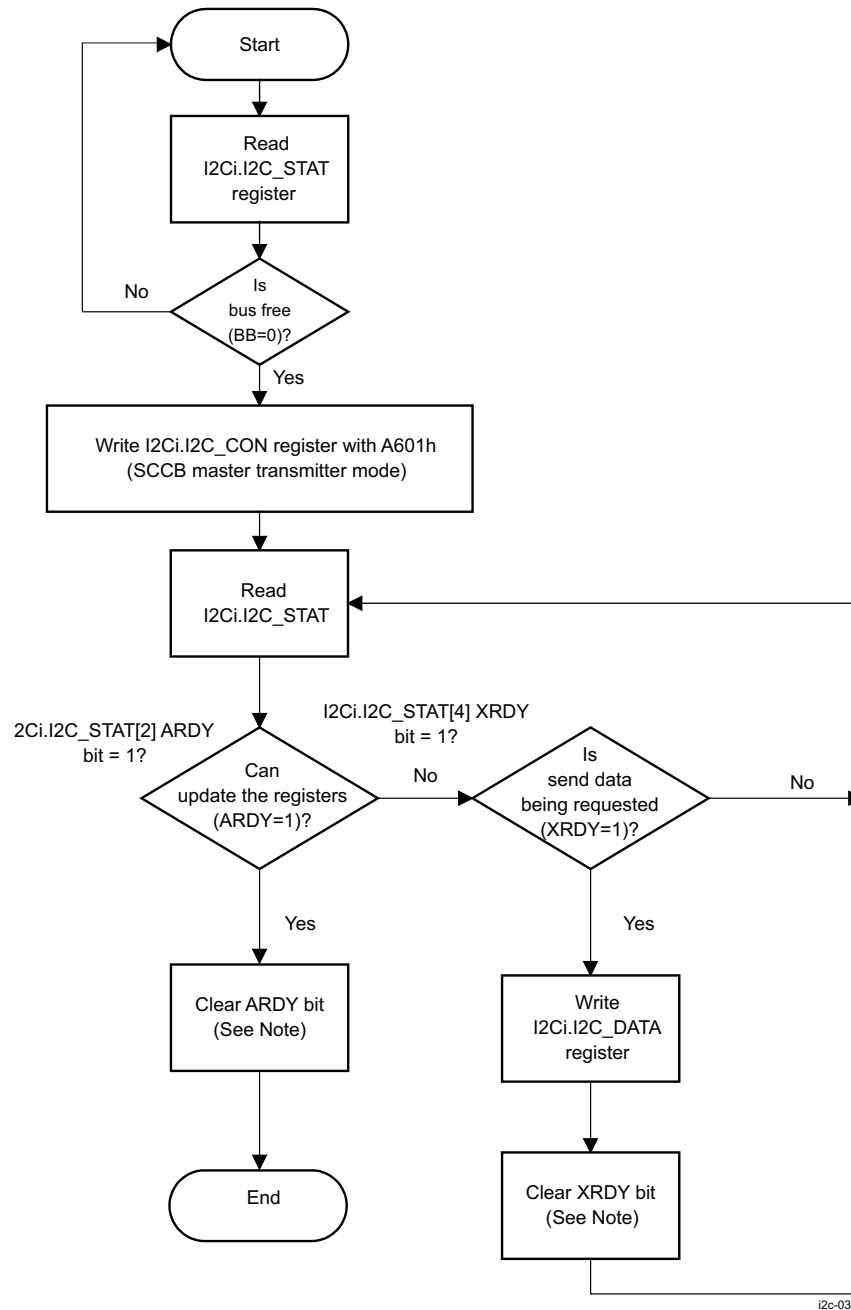 Start
Read
I2Ci.I2C_STAT
register
Is
bus free
(BB=0)?
No
Yes
Write I2Ci.I2C_CON register with A601h
(SCCB master transmitter mode)
Read
I2Ci.I2C_STAT
2Ci.I2C_STAT[2] ARDY
bit = 1?
Can
update the registers
(ARDY=1)?
I2Ci.I2C_STAT[4] XRDY
bit = 1?
No
Is
send data
being requested
(XRDY=1)?
No
Yes
Yes
Clear ARDY bit
(See Note)
Write
I2Ci.I2C_DATA
register
End
Clear XRDY bit
(See Note)
i2c-03